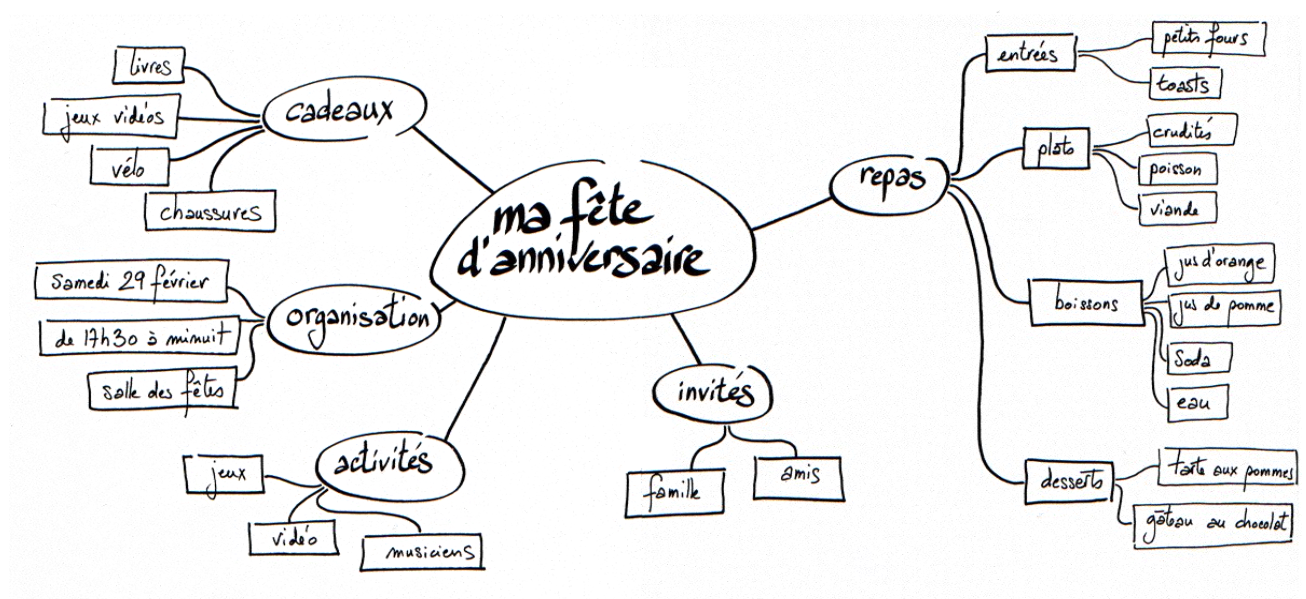 ma fête
d'anniversaire
cadeaux
livres
jeux vidéos
vélo
chaussures
organisation
Samedi 29 février
de 17h30 à minuit
salle des fêtes
activités
jeux
vidéo
musiciens
invités
famille
amis
repas
entrées
petits fours
toasts
plats
crudités
poisson
viande
boissons
jus d'orange
jus de pomme
Soda
eau
desserts
tarte aux pommes
gâteau au chocolat